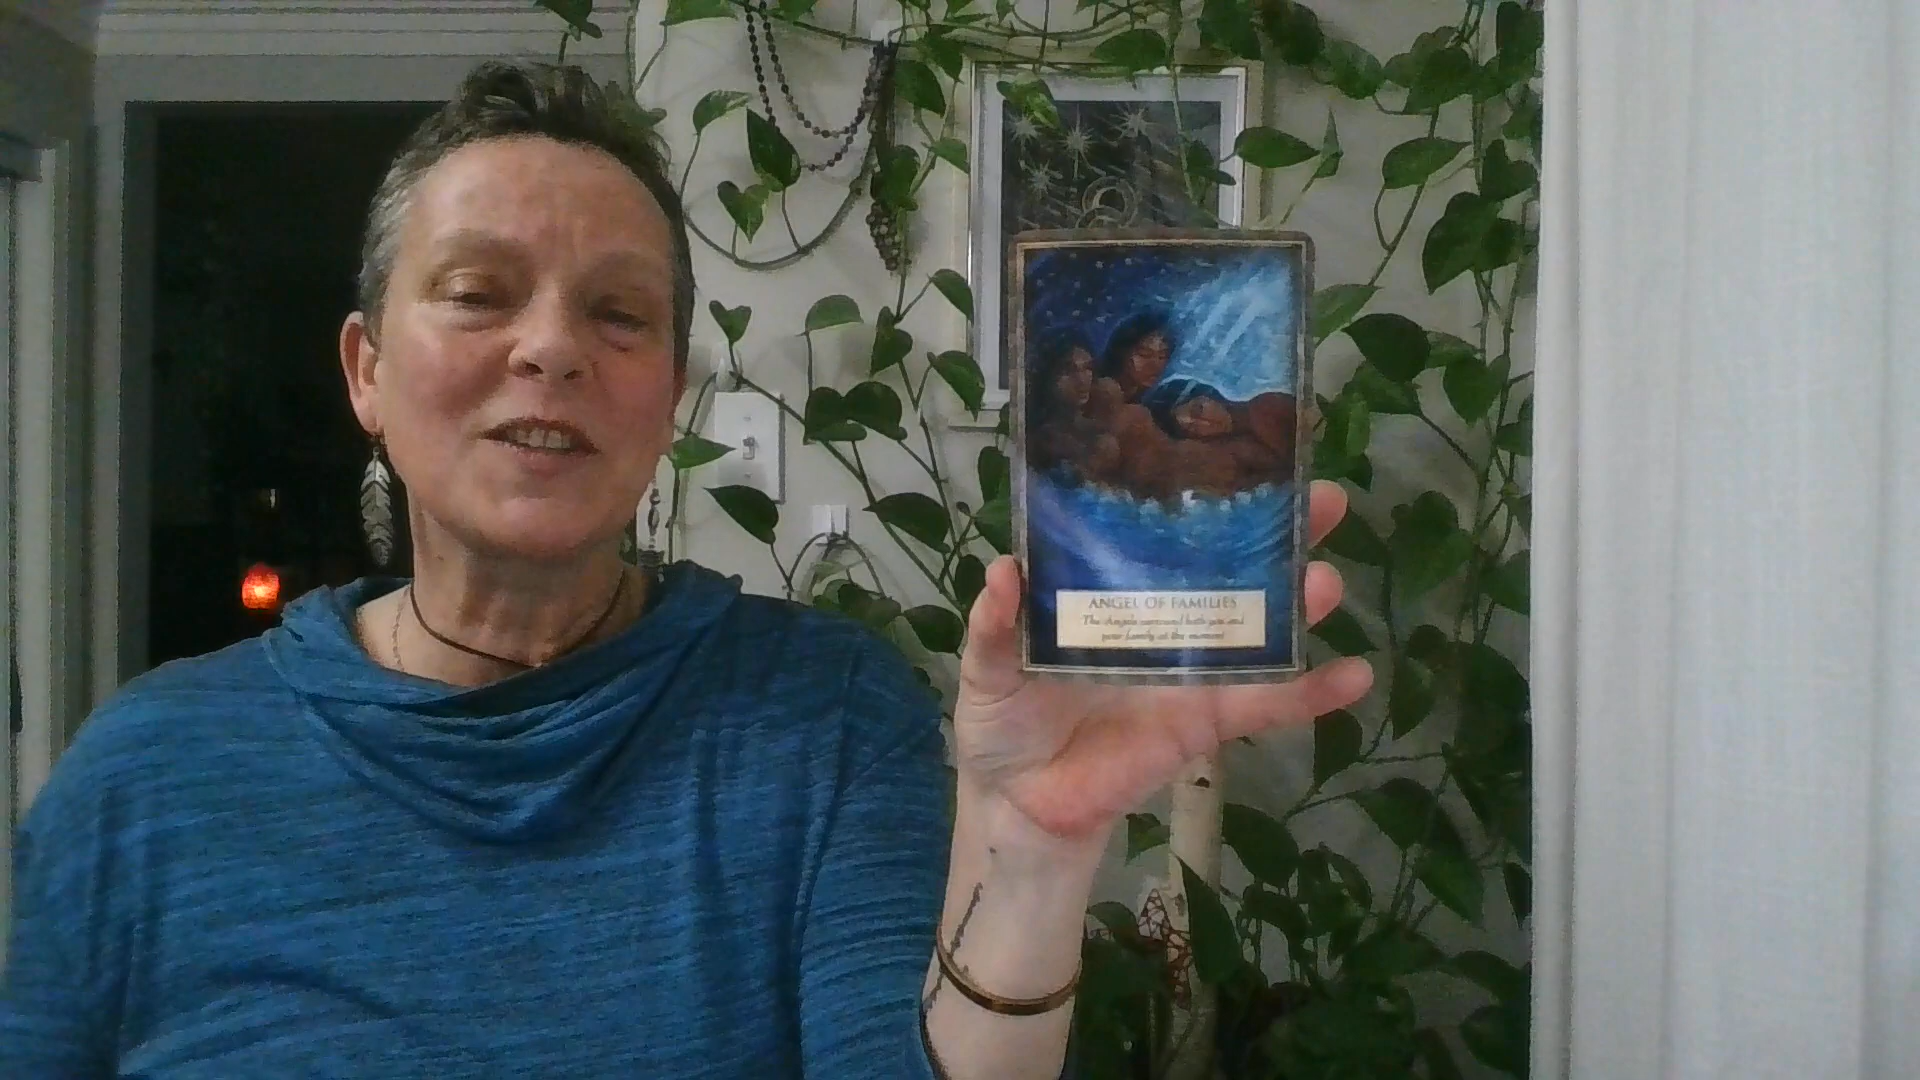 ANGEL OF FAMILIES
The Angels surround both you and
your family at the moment